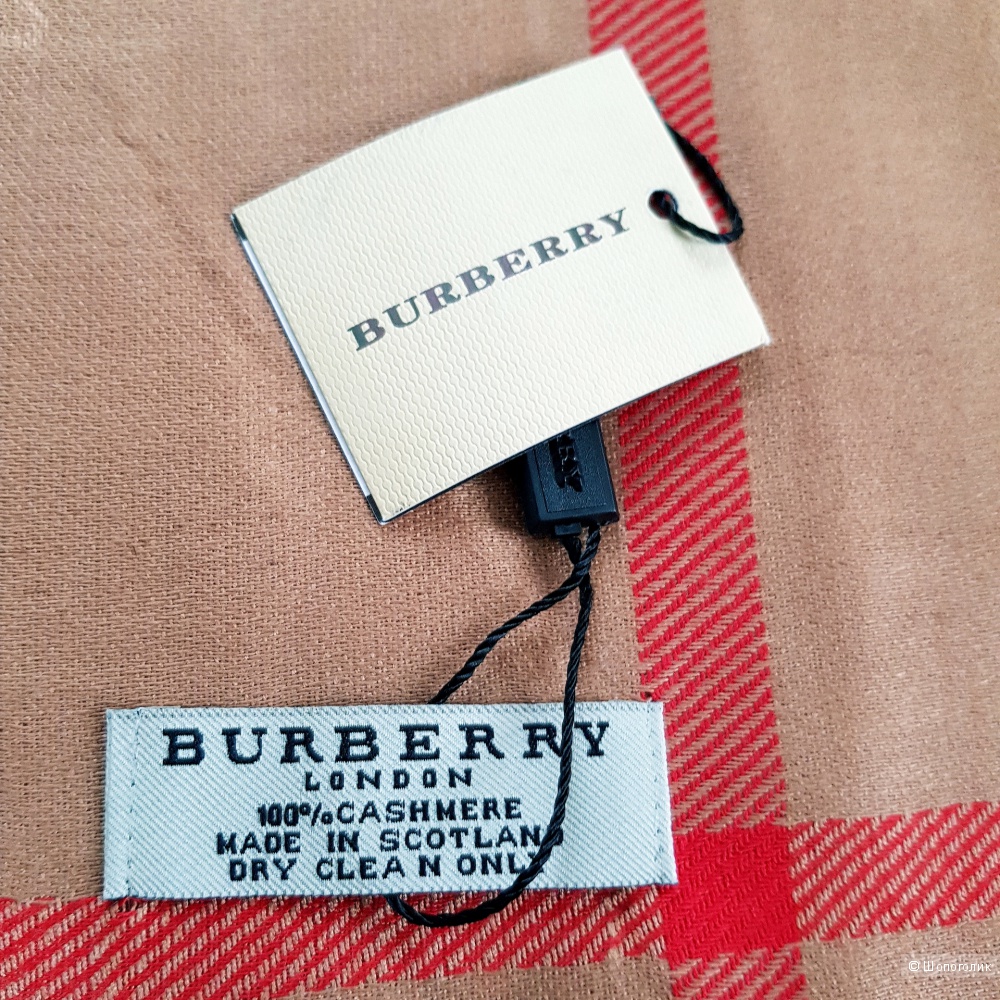 BURBERRY
BURBERRY
LONDON
100% CASHMERE
MADE IN SCOTLAND
DRY CLEAN ONLY
© Шопоголик